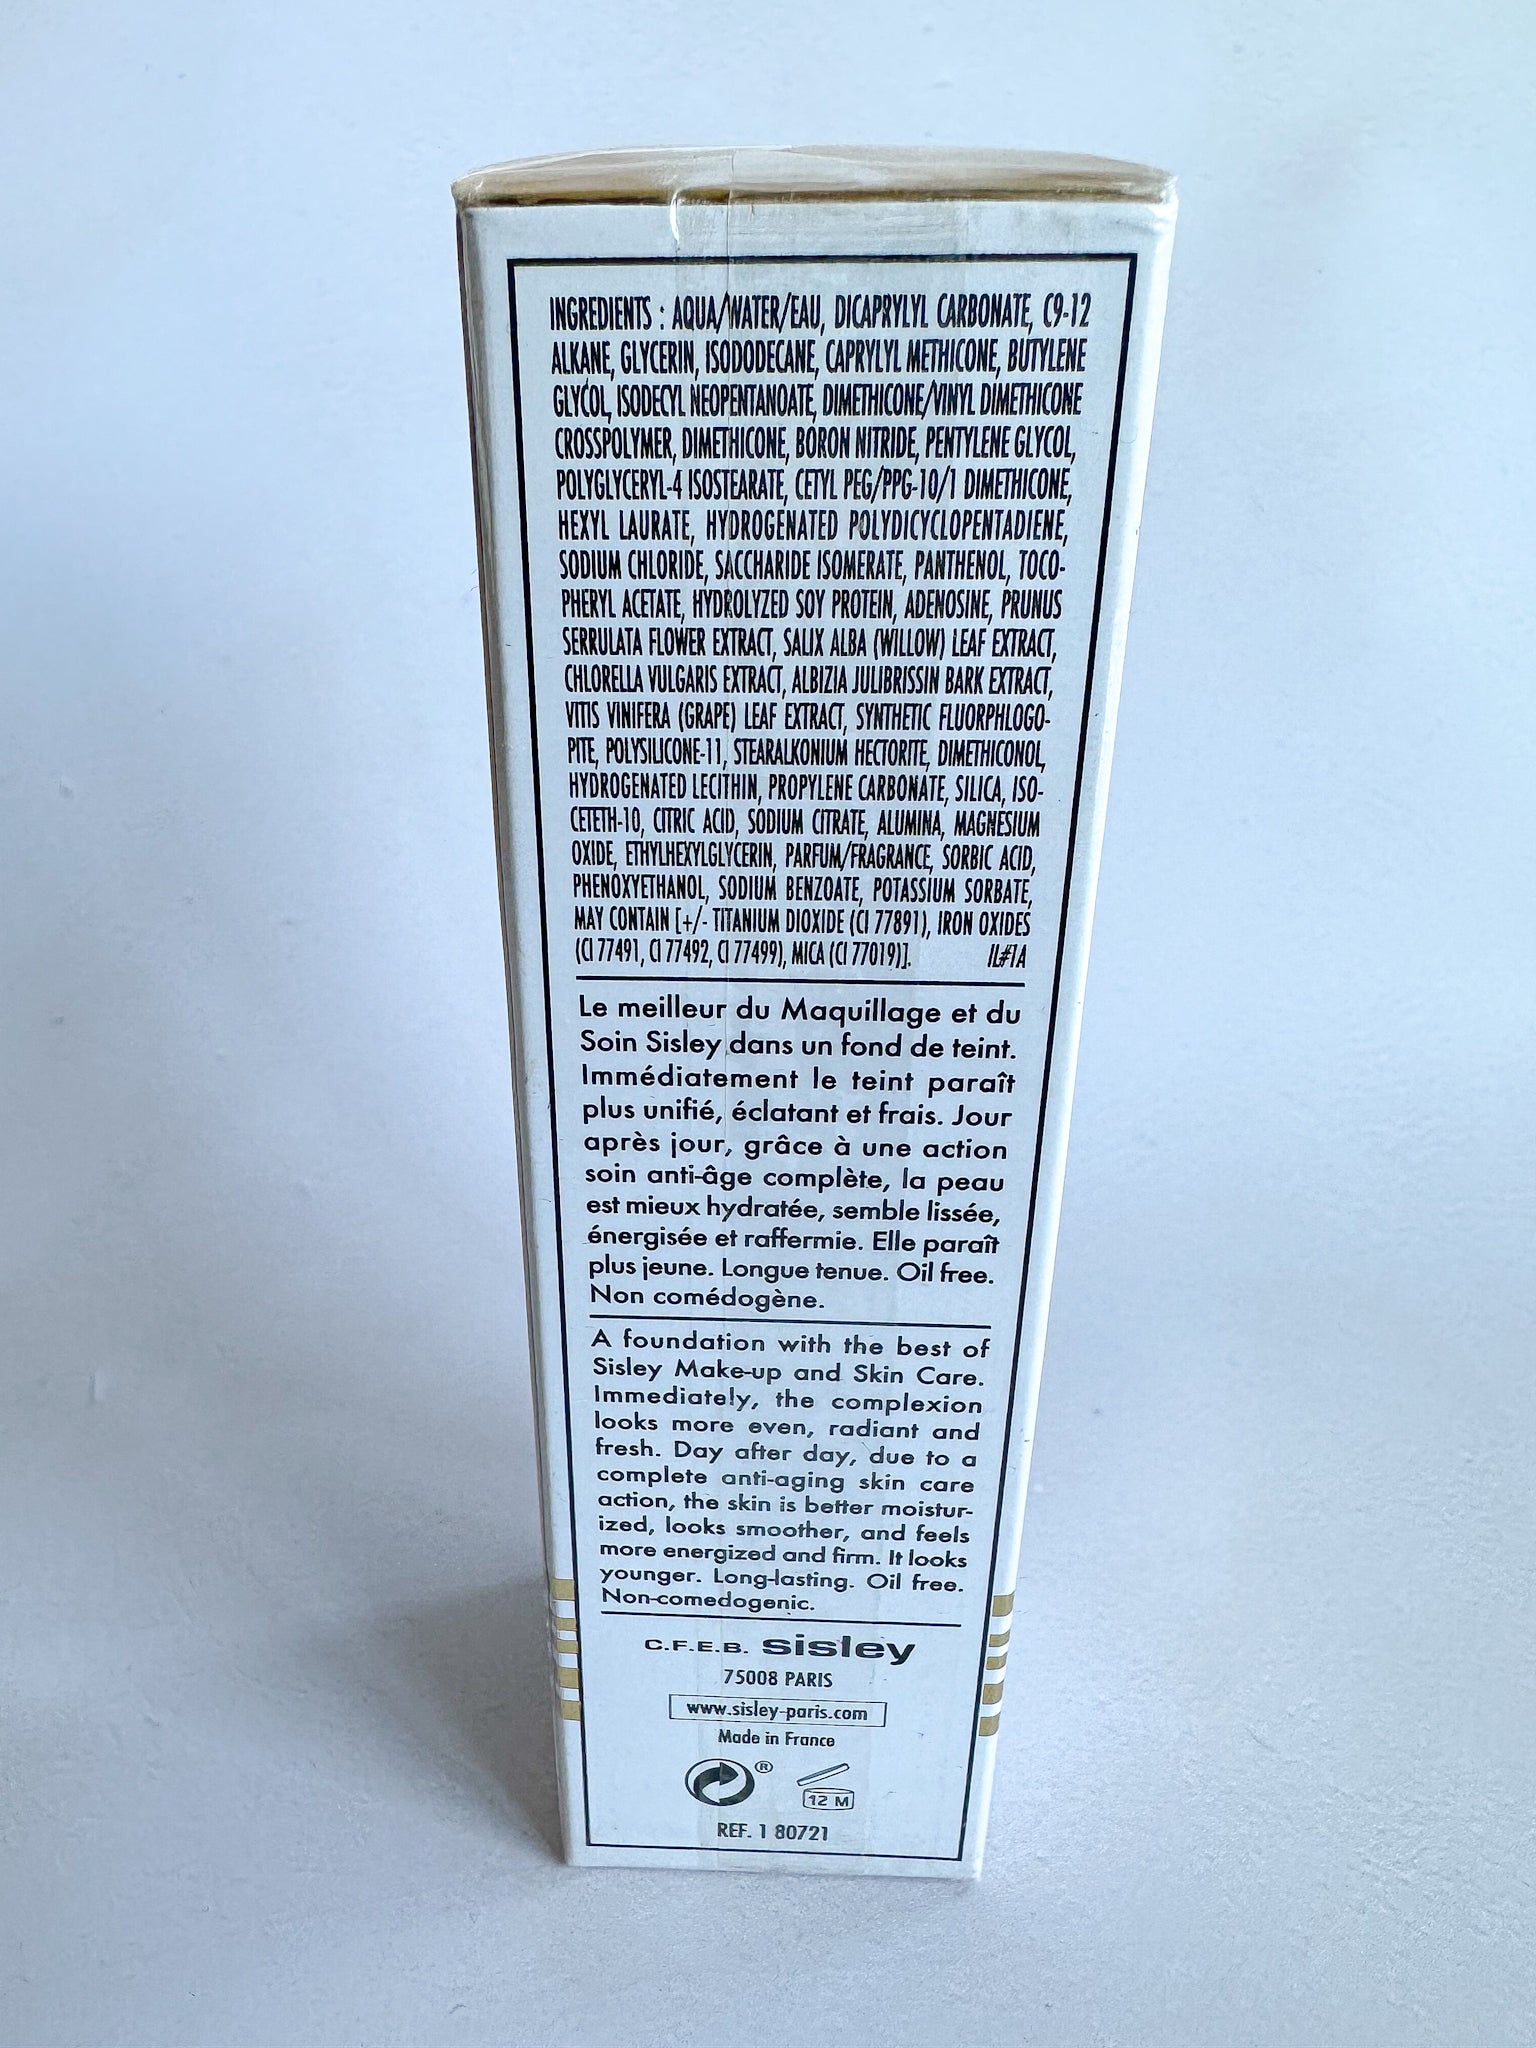 INGREDIENTS : AQUA/WATER/EAU, DICAPRYLYL CARBONATE, C9-12
ALKANE, GLYCERIN, ISODODECANE, CAPRYLYL METHICONE, BUTYLENE
GLYCOL, ISODECYL NEOPENTANOATE, DIMETHICONE/VINYL DIMETHICONE
CROSSPOLYMER, DIMETHICONE, BORON NITRIDE, PENTYLENE GLYCOL,
POLYGLYCERYL-4 ISOSTEARATE, CETYL PEG/PPG-10/1 DIMETHICONE,
HEXYL LAURATE, HYDROGENATED POLYDICYCLOPENTADIENE,
SODIUM CHLORIDE, SACCHARIDE ISOMERATE, PANTHENOL, TOCO-
PHERYL ACETATE, HYDROLYZED SOY PROTEIN, ADENOSINE, PRUNUS
SERRULATA FLOWER EXTRACT, SALIX ALBA (WILLOW) LEAF EXTRACT,
CHLORELLA VULGARIS EXTRACT, ALBIZIA JULIBRISSIN BARK EXTRACT,
VITIS VINIFERA (GRAPE) LEAF EXTRACT, SYNTHETIC FLUORPHLOGO-
PITE, POLYSILICONE-11, STEARALKONIUM HECTORITE, DIMETHICONOL,
HYDROGENATED LECITHIN, PROPYLENE CARBONATE, SILICA, ISO-
CETETH-10, CITRIC ACID, SODIUM CITRATE, ALUMINA, MAGNESIUM
OXIDE, ETHYLHEXYLGLYCERIN, PARFUM/FRAGRANCE, SORBIC ACID,
PHENOXYETHANOL, SODIUM BENZOATE, POTASSIUM SORBATE,
MAY CONTAIN [+/- TITANIUM DIOXIDE (CI 77891), IRON OXIDES
(CI 77491, CI 77492, CI 77499), MICA (CI 77019)]. IL#1A
Le meilleur du Maquillage et du
Soin Sisley dans un fond de teint.
Immédiatement le teint paraît
plus unifié, éclatant et frais. Jour
après jour, grâce à une action
soin anti-âge complète, la peau
est mieux hydratée, semble lissée,
énergisée et raffermie. Elle paraît
plus jeune. Longue tenue. Oil free.
Non comédogène.
A foundation with the best of
Sisley Make-up and Skin Care.
Immediately, the complexion
looks more even, radiant and
fresh. Day after day, due to a
complete anti-aging skin care
action, the skin is better moistur-
ized, looks smoother, and feels
more energized and firm. It looks
younger. Long-lasting. Oil free.
Non-comedogenic.
C.F.E.B. sisley
75008 PARIS
www.sisley-paris.com
Made in France
® 12 M
REF. 1 80721